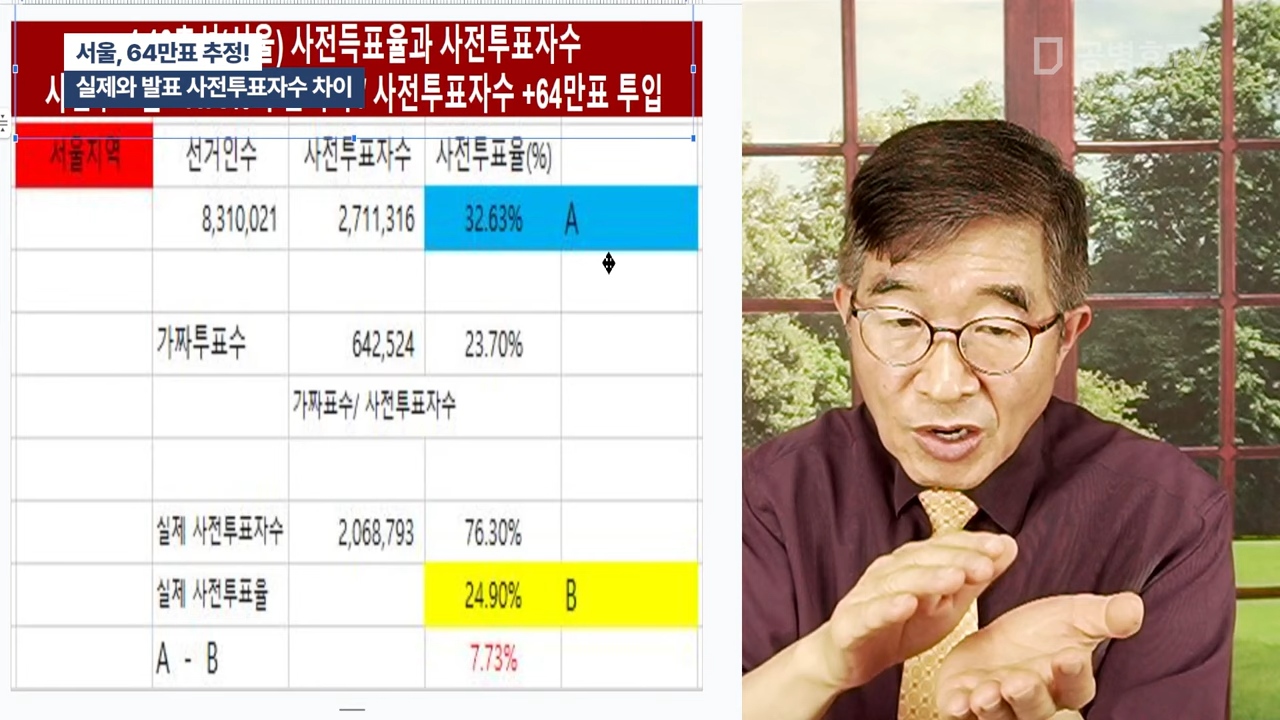 서울, 64만표 추정!
사전득표율과 사전투표자수
실제와 발표 사전투표자수 차이
사전투표자수 +64만표 투입
서울지역 선거인수 사전투표자수 사전투표율(%)
8,310,021 2,711,316 32.63% A
가짜투표수 642,524 23.70%
가짜표수/ 사전투표자수
실제 사전투표자수 2,068,793 76.30%
실제 사전투표율 24.90% B
A - B 7.73%